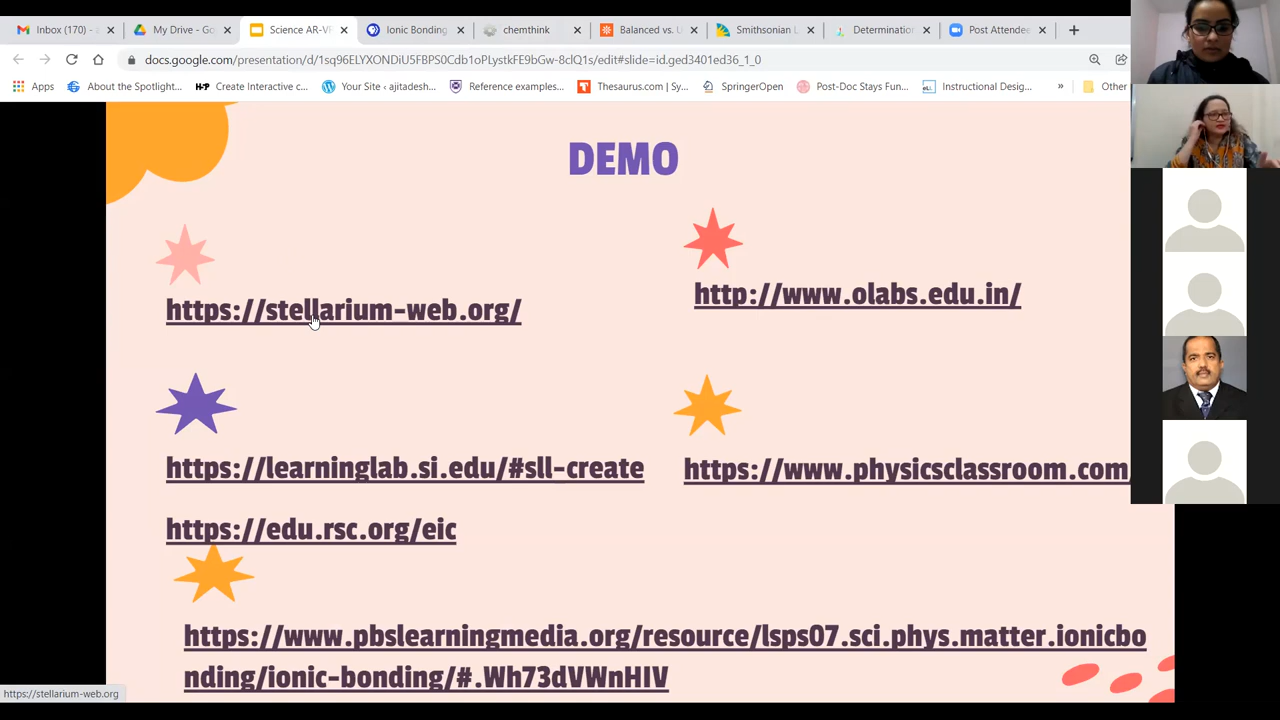 Inbox (170) - a
My Drive - Go
Science AR-VR
Ionic Bonding
chemthink
Balanced vs. U
Smithsonian L
Determination
Post Attendee
docs.google.com/presentation/d/1sq96ELYXONDiU5FBPS0Cdb1oPLystkFE9bGw-8clQ1s/edit#slide=id.ged3401ed36_1_0
Apps
About the Spotlight...
Create Interactive c...
Your Site ‹ ajitadesh...
Reference examples...
Thesaurus.com | Sy...
SpringerOpen
Post-Doc Stays Fun...
Instructional Desig...
»
Other
DEMO
https://stellarium-web.org/
http://www.olabs.edu.in/
https://learninglab.si.edu/#sll-create
https://www.physicsclassroom.com/
https://edu.rsc.org/eic
https://www.pbslearningmedia.org/resource/lsps07.sci.phys.matter.ionicbo
nding/ionic-bonding/#.Wh73dVWnHIV
https://stellarium-web.org